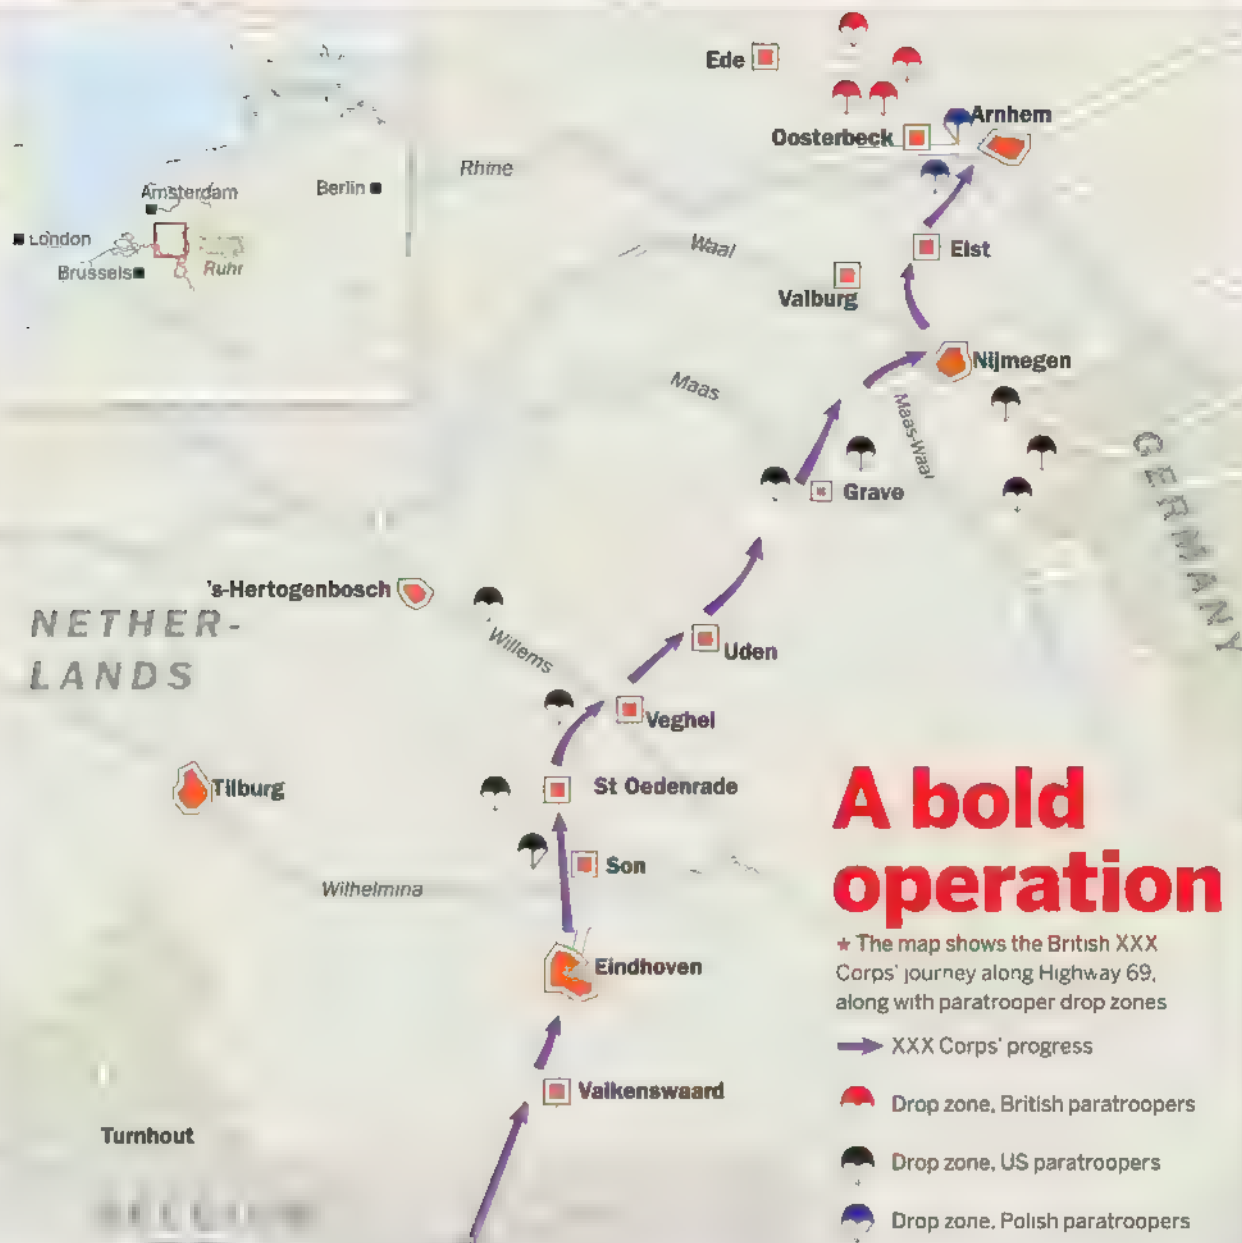 Ede
Arnhem
Oosterbeck
Rhine
Amsterdam
Berlin
London
Brussels
Ruhr
Waal
Elst
Valburg
Nijmegen
Maas
Maas-Waal
Grave
GERMANY
's-Hertogenbosch
NETHER-
LANDS
Willems
Uden
Veghel
Tilburg
St Oedenrade
Son
Wilhelmina
Eindhoven
Valkenswaard
Turnhout
A bold
operation
★ The map shows the British XXX
Corps' journey along Highway 69,
along with paratrooper drop zones
XXX Corps' progress
Drop zone, British paratroopers
Drop zone, US paratroopers
Drop zone, Polish paratroopers